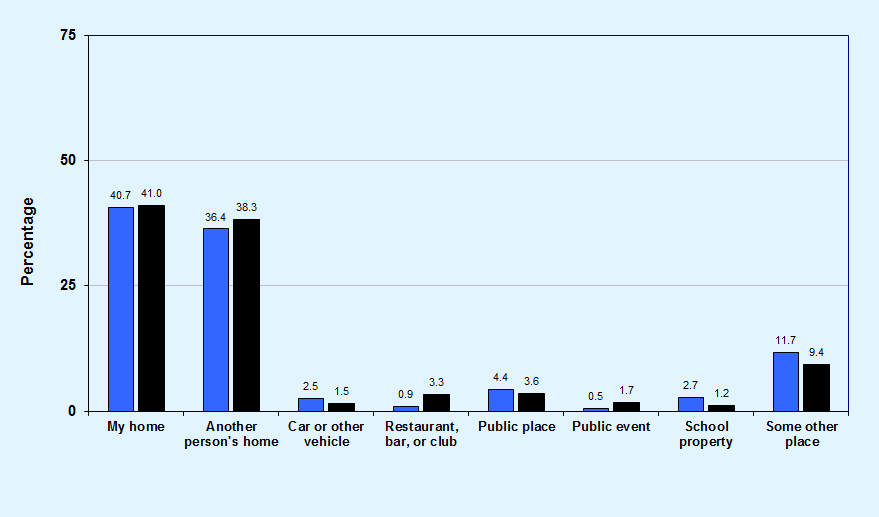 75
50
25
0
Percentage
40.7 41.0
36.4 38.3
2.5 1.5
0.9 3.3
4.4 3.6
0.5 1.7
2.7 1.2
11.7 9.4
My home
Another
person's home
Car or other
vehicle
Restaurant,
bar, or club
Public place
Public event
School
property
Some other
place